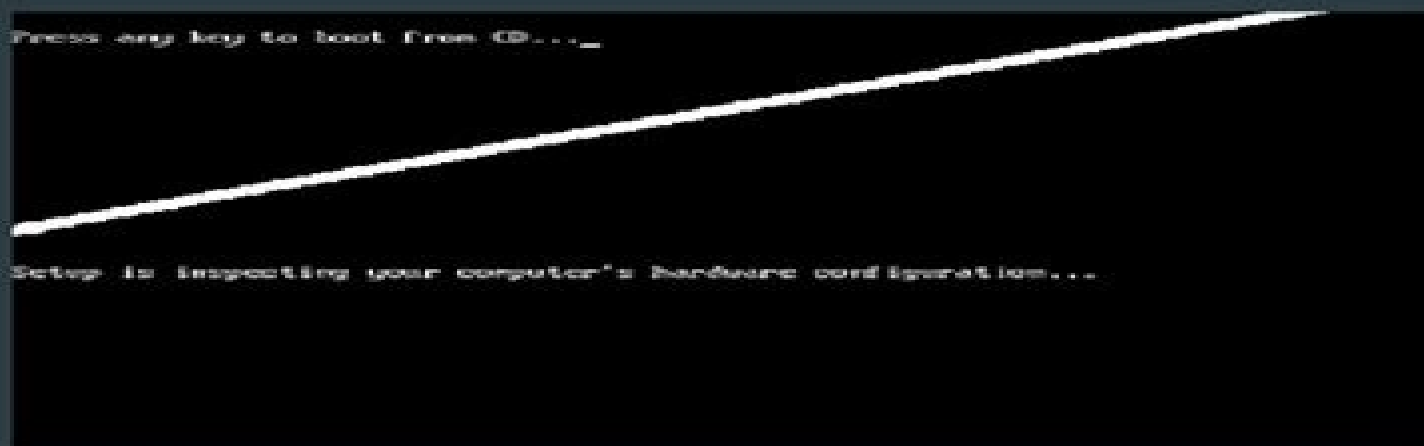 Press any key to boot from CD..._
Setup is inspecting your computer's hardware configuration...